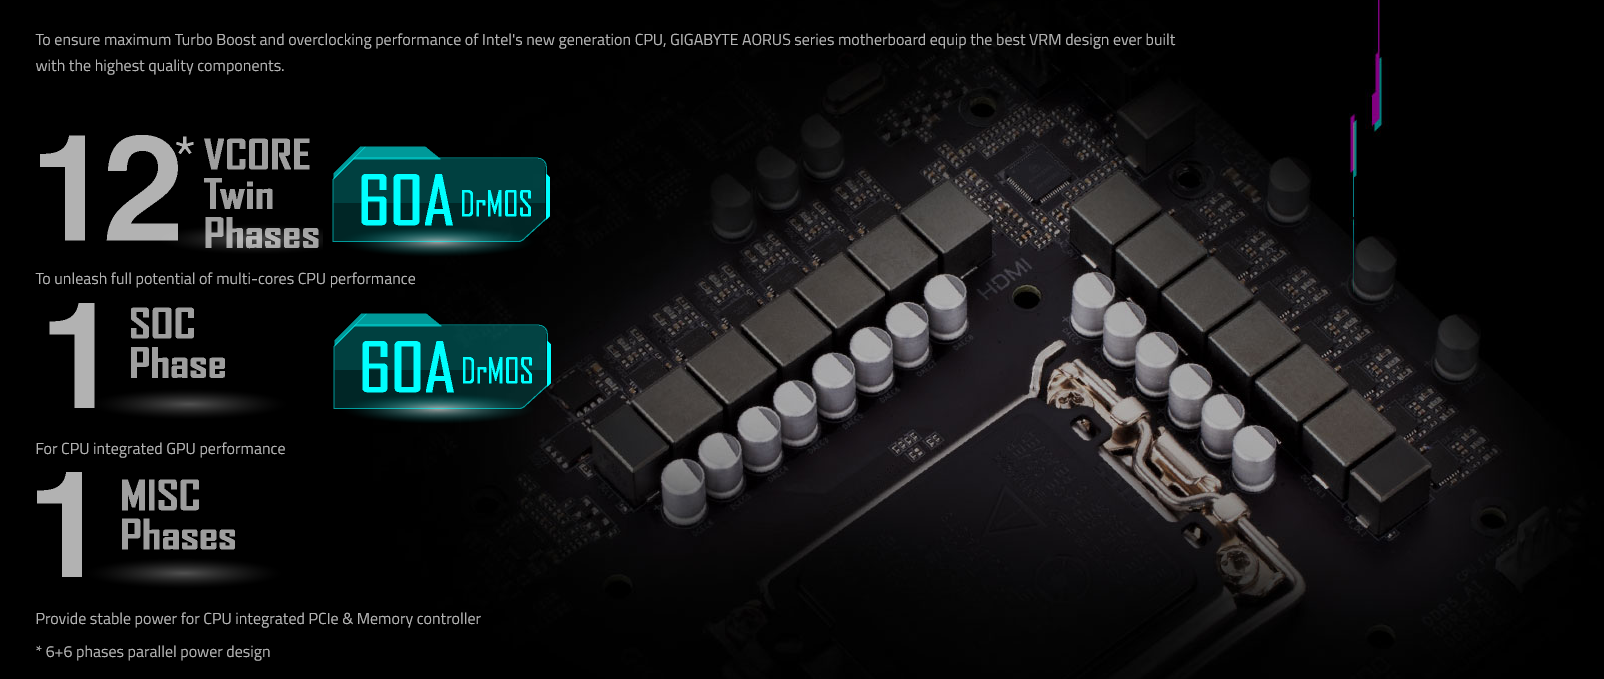 To ensure maximum Turbo Boost and overclocking performance of Intel's new generation CPU, GIGABYTE AORUS series motherboard equip the best VRM design ever built
with the highest quality components.
12* VCORE
Twin
Phases
60A DrMOS
To unleash full potential of multi-cores CPU performance
1 SOC
Phase
60A DrMOS
For CPU integrated GPU performance
1 MISC
Phases
Provide stable power for CPU integrated PCIe & Memory controller
* 6+6 phases parallel power design
HDMI